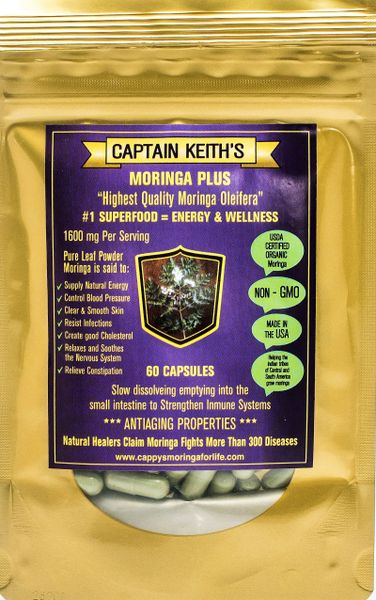 CAPTAIN KEITH'S
MORINGA PLUS
"Highest Quality Moringa Oleifera"
#1 SUPERFOOD = ENERGY & WELLNESS
1600 mg Per Serving
Pure Leaf Powder
Moringa is said to:
✓ Supply Natural Energy
✓ Control Blood Pressure
✓ Clear & Smooth Skin
✓ Resist Infections
✓ Create good Cholesterol
✓ Relaxes and Soothes
the Nervous System
✓ Relieve Constipation
USDA
CERTIFIED
ORGANIC
Moringa
NON - GMO
MADE IN
THE USA
Helping the
indian tribes
of Central and
South America
grow moringa
60 CAPSULES
Slow dissolveing emptying into the
small intestine to Strengthen Inmune Systems
*** ANTIAGING PROPERTIES ***
Natural Healers Claim Moringa Fights More Than 300 Diseases
www.cappysmoringaforlife.com